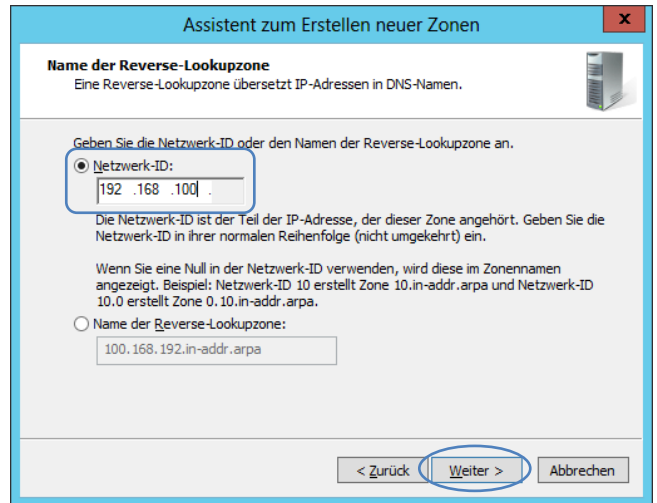 Assistent zum Erstellen neuer Zonen
x
Name der Reverse-Lookupzone
Eine Reverse-Lookupzone übersetzt IP-Adressen in DNS-Namen.
Geben Sie die Netzwerk-ID oder den Namen der Reverse-Lookupzone an.
Netzwerk-ID:
192 .168 .100 .
Die Netzwerk-ID ist der Teil der IP-Adresse, der dieser Zone angehört. Geben Sie die
Netzwerk-ID in ihrer normalen Reihenfolge (nicht umgekehrt) ein.
Wenn Sie eine Null in der Netzwerk-ID verwenden, wird diese im Zonennamen
angezeigt. Beispiel: Netzwerk-ID 10 erstellt Zone 10.in-addr.arpa und Netzwerk-ID
10.0 erstellt Zone 0.10.in-addr.arpa.
Name der Reverse-Lookupzone:
100.168.192.in-addr.arpa
< Zurück Weiter > Abbrechen